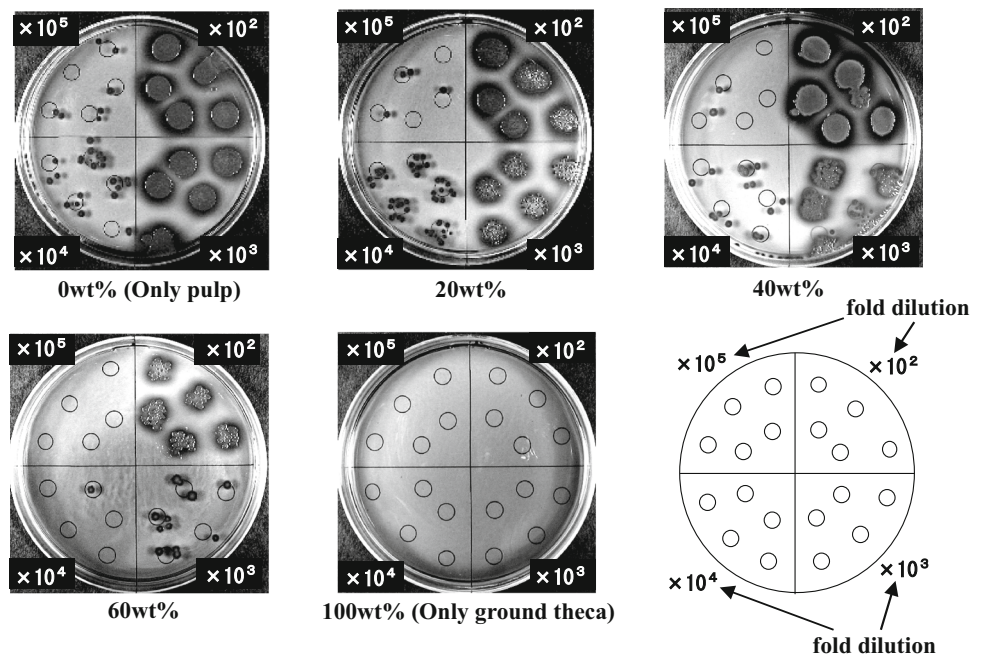 ×10⁵ ×10² ×10⁵ ×10² ×10⁵ ×10²
×10⁴ ×10³ ×10⁴ ×10³ ×10⁴ ×10³
0wt% (Only pulp) 20wt% 40wt%
fold dilution
×10⁵ ×10² ×10⁵ ×10² ×10⁵ ×10²
×10⁴ ×10³ ×10⁴ ×10³ ×10⁴ ×10³
60wt% 100wt% (Only ground theca)
fold dilution